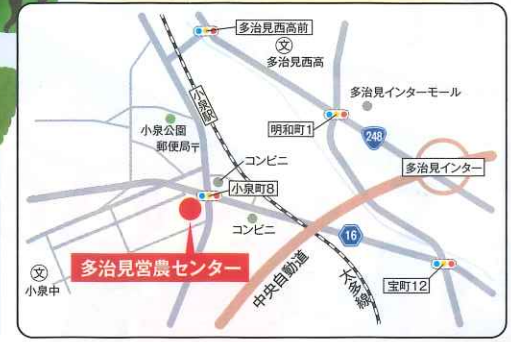 多治見西高前
文
多治見西高
小泉駅
多治見インターモール
小泉公園
明和町1
248
郵便局〒
コンビニ
多治見インター
小泉町8
コンビニ
16
多治見営農センター
文
小泉中
中央自動道
太多線
宝町12